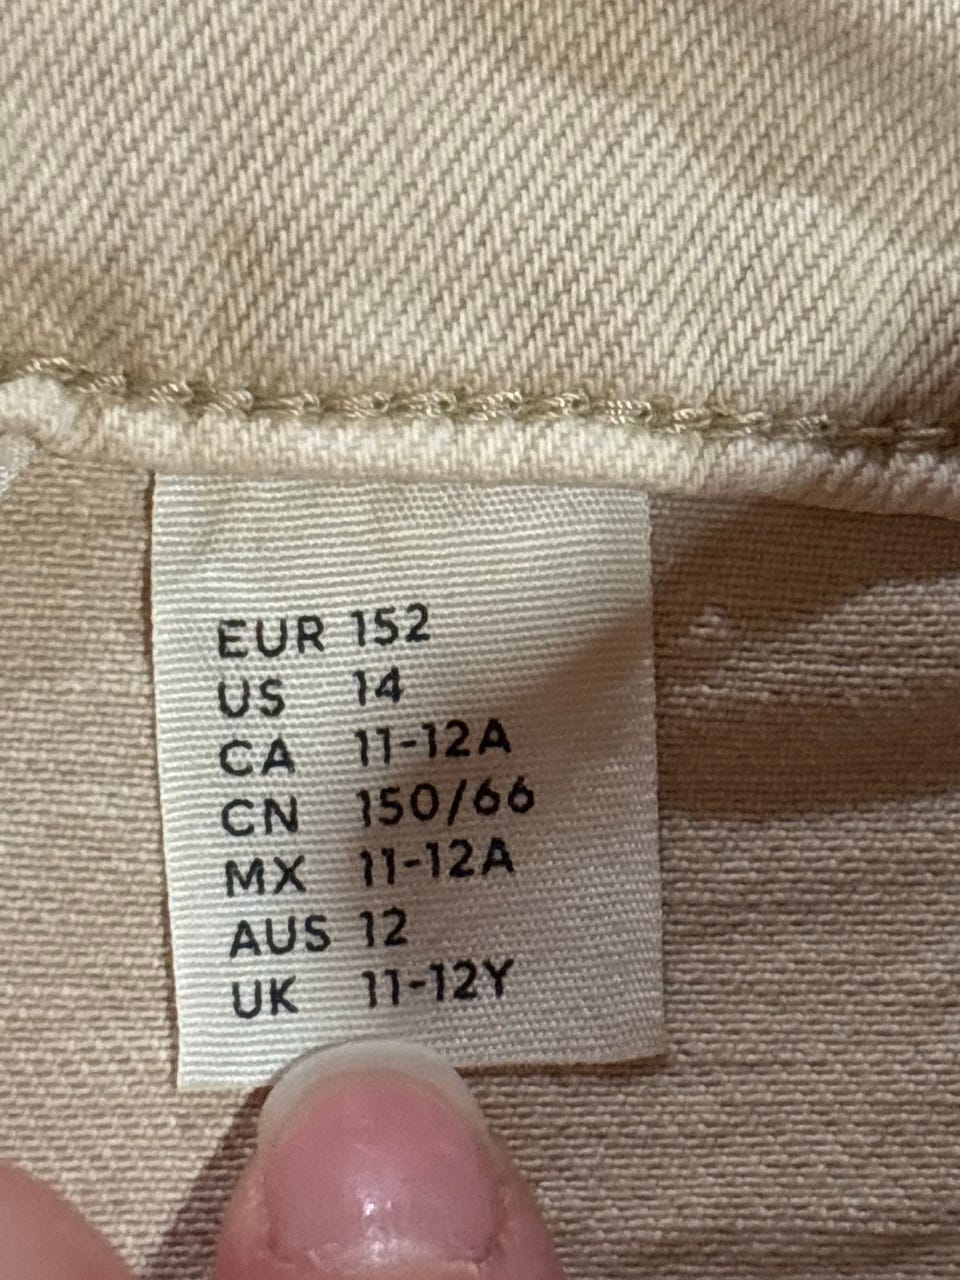 EUR 152
US 14
CA 11-12A
CN 150/66
MX 11-12A
AUS 12
UK 11-12Y